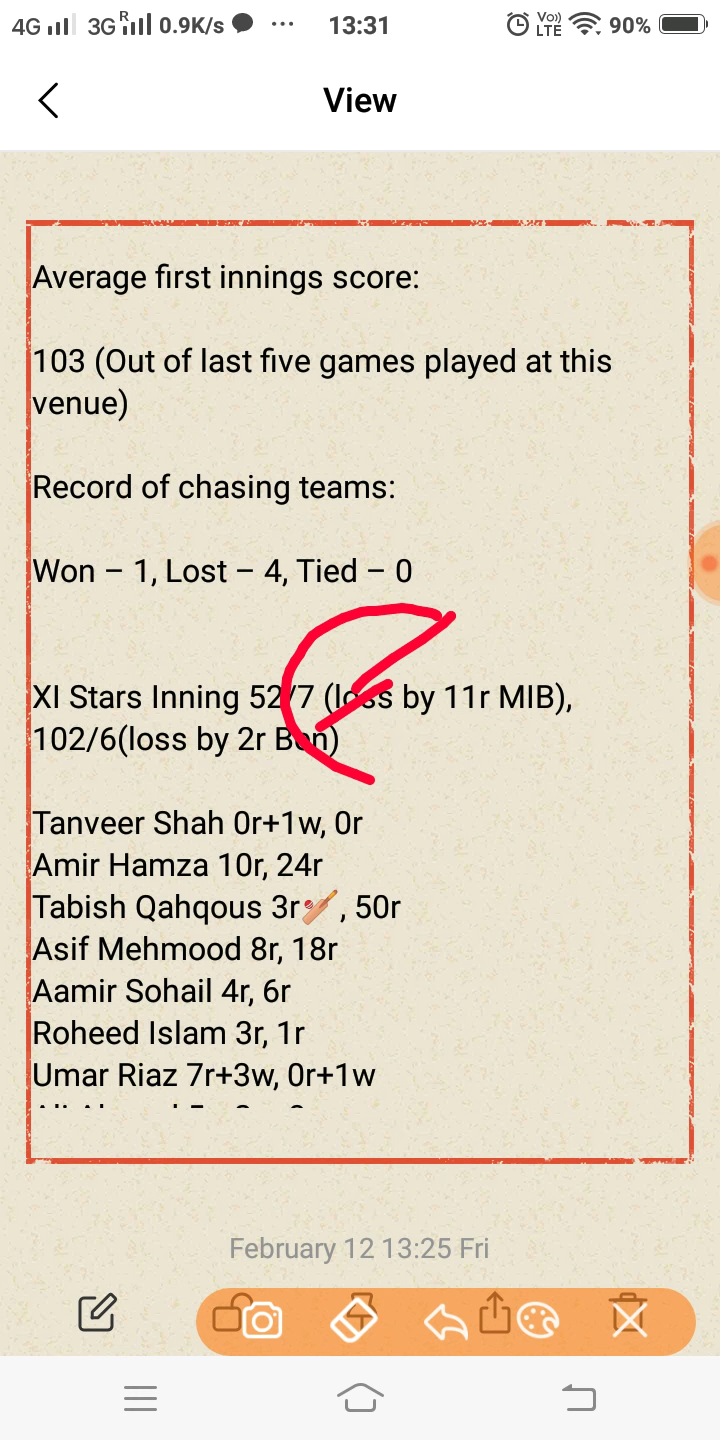 4G 3G R 0.9K/s ... 13:31 Vo)) LTE 90%
View
Average first innings score:
103 (Out of last five games played at this
venue)
Record of chasing teams:
Won – 1, Lost – 4, Tied – 0
XI Stars Inning 52/7 (loss by 11r MIB),
102/6(loss by 2r Ban)
Tanveer Shah 0r+1w, 0r
Amir Hamza 10r, 24r
Tabish Qahqous 3r🏏, 50r
Asif Mehmood 8r, 18r
Aamir Sohail 4r, 6r
Roheed Islam 3r, 1r
Umar Riaz 7r+3w, 0r+1w
February 12 13:25 Fri